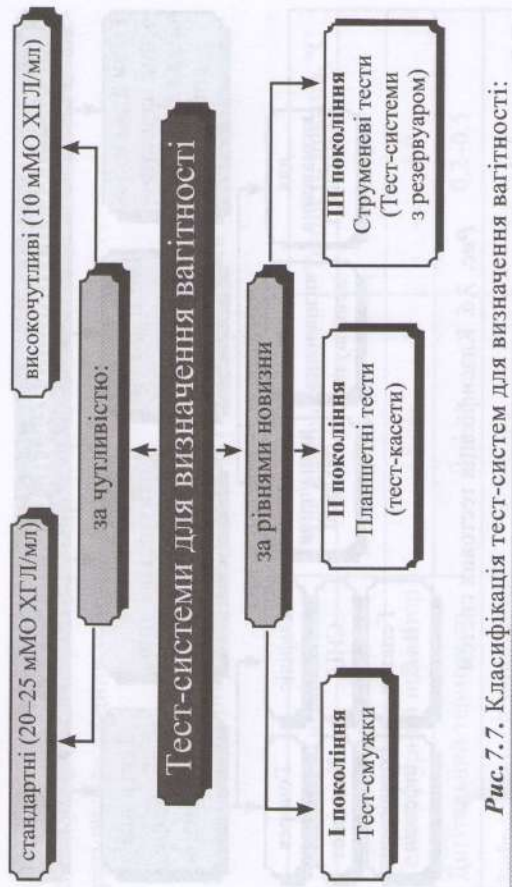 стандартні (20–25 мМО ХГЛ/мл)
високочутливі (10 мМО ХГЛ/мл)
за чутливістю:
Тест-системи для визначення вагітності
за рівнями новизни
I покоління
Тест-смужки
II покоління
Планшетні тести
(тест-касети)
III покоління
Струменеві тести
(Тест-системи
з резервуаром)
Рис.7.7. Класифікація тест-систем для визначення вагітності: